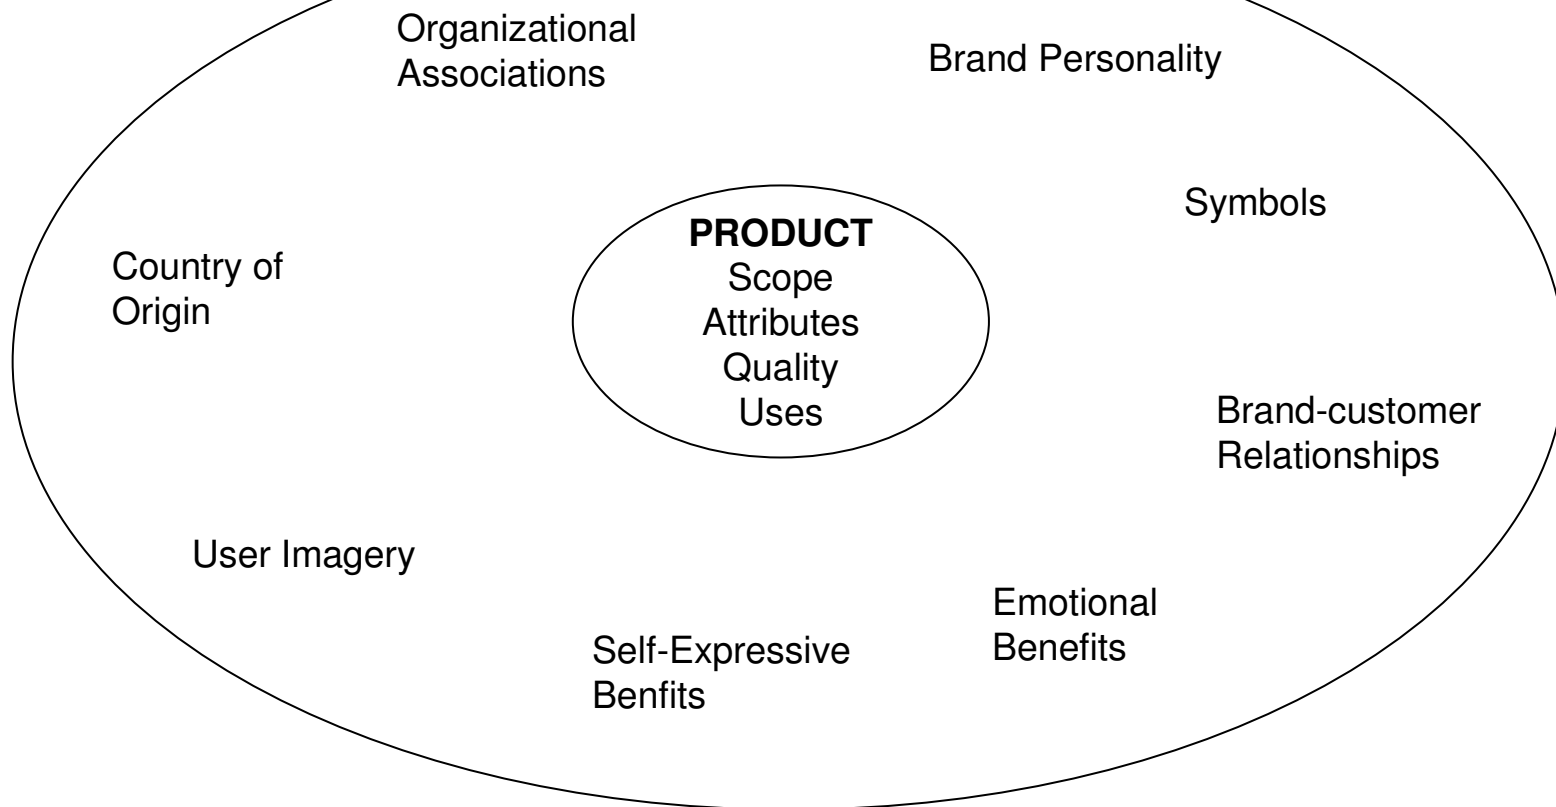 Organizational
Associations
Brand Personality
Symbols
Country of
Origin
PRODUCT
Scope
Attributes
Quality
Uses
Brand-customer
Relationships
User Imagery
Emotional
Benefits
Self-Expressive
Benfits